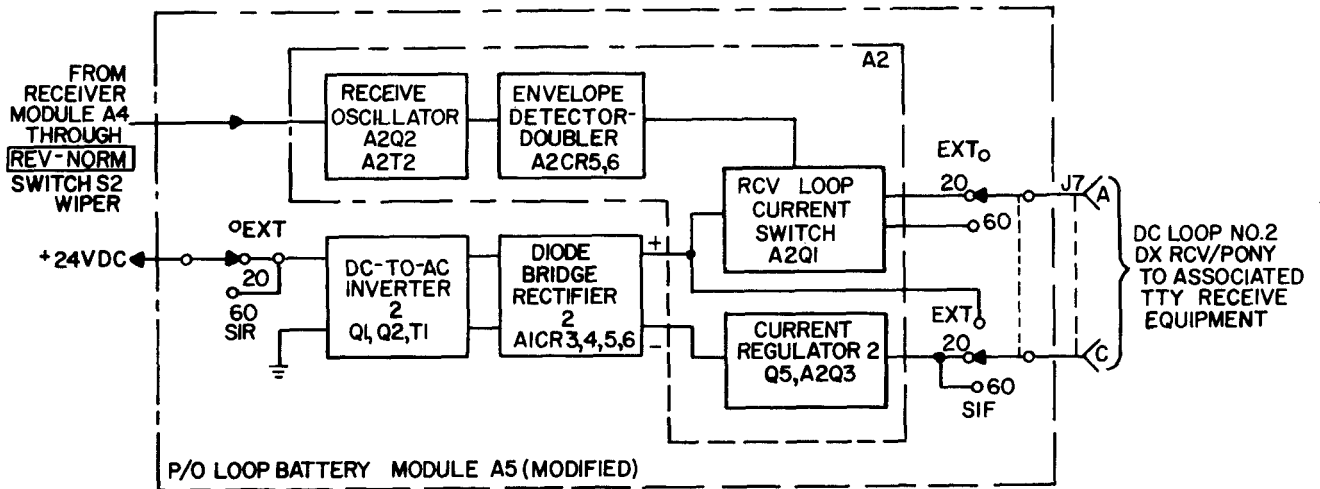 FROM
RECEIVER
MODULE A4
THROUGH
REV-NORM
SWITCH S2
WIPER
RECEIVE
OSCILLATOR
A2Q2
A2T2
ENVELOPE
DETECTOR-
DOUBLER
A2CR5,6
A2
RCV LOOP
CURRENT
SWITCH
A2Q1
EXT
20
60
J7
A
+24VDC
EXT
20
60
SIR
DC-TO-AC
INVERTER
2
Q1,Q2,T1
DIODE
BRIDGE
RECTIFIER
2
A1CR3,4,5,6
+
-
CURRENT
REGULATOR 2
Q5,A2Q3
EXT
20
60
SIF
C
DC LOOP NO.2
DX RCV/PONY
TO ASSOCIATED
TTY RECEIVE
EQUIPMENT
P/O LOOP BATTERY MODULE A5 (MODIFIED)